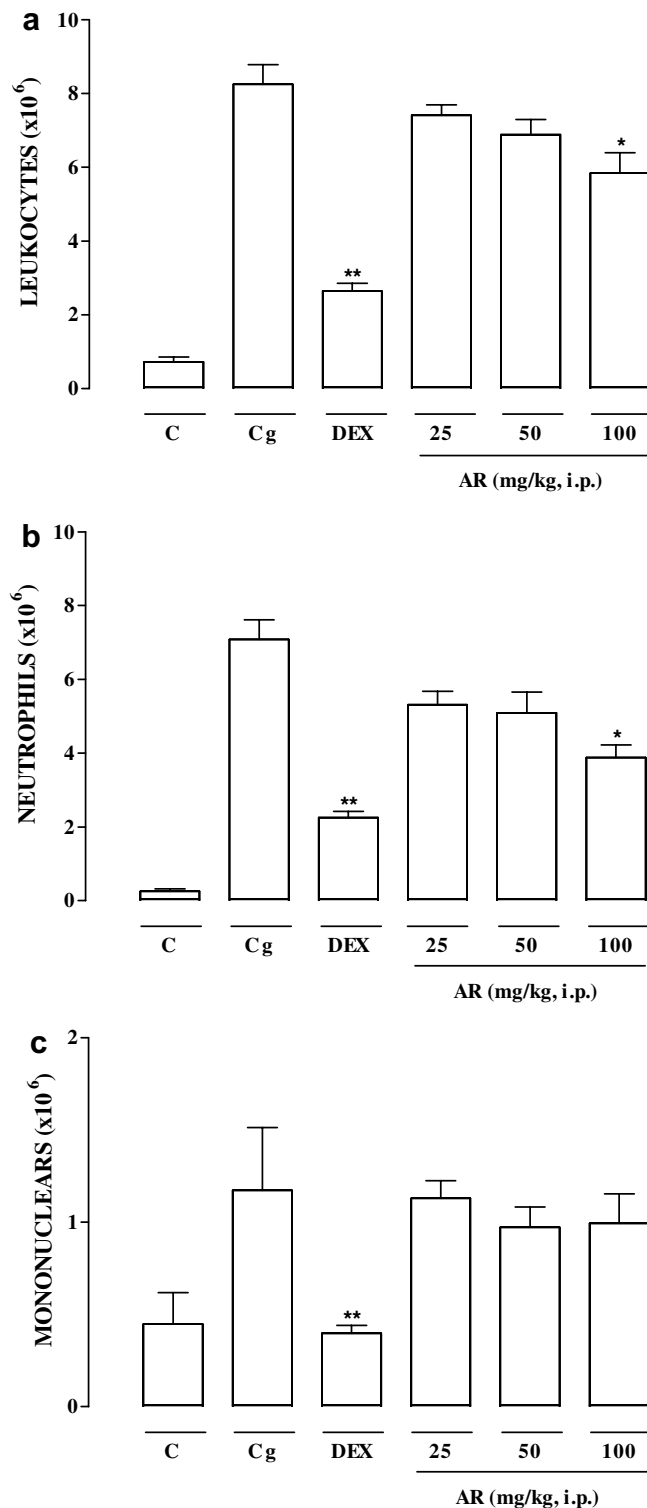 a
LEUKOCYTES (x10⁶)
10
8
6
4
2
0
**
*
C Cg DEX 25 50 100
AR (mg/kg, i.p.)
b
NEUTROPHILS (x10⁶)
10
8
6
4
2
0
**
*
C Cg DEX 25 50 100
AR (mg/kg, i.p.)
c
MONONUCLEARS (x10⁶)
2
1
0
**
C Cg DEX 25 50 100
AR (mg/kg, i.p.)